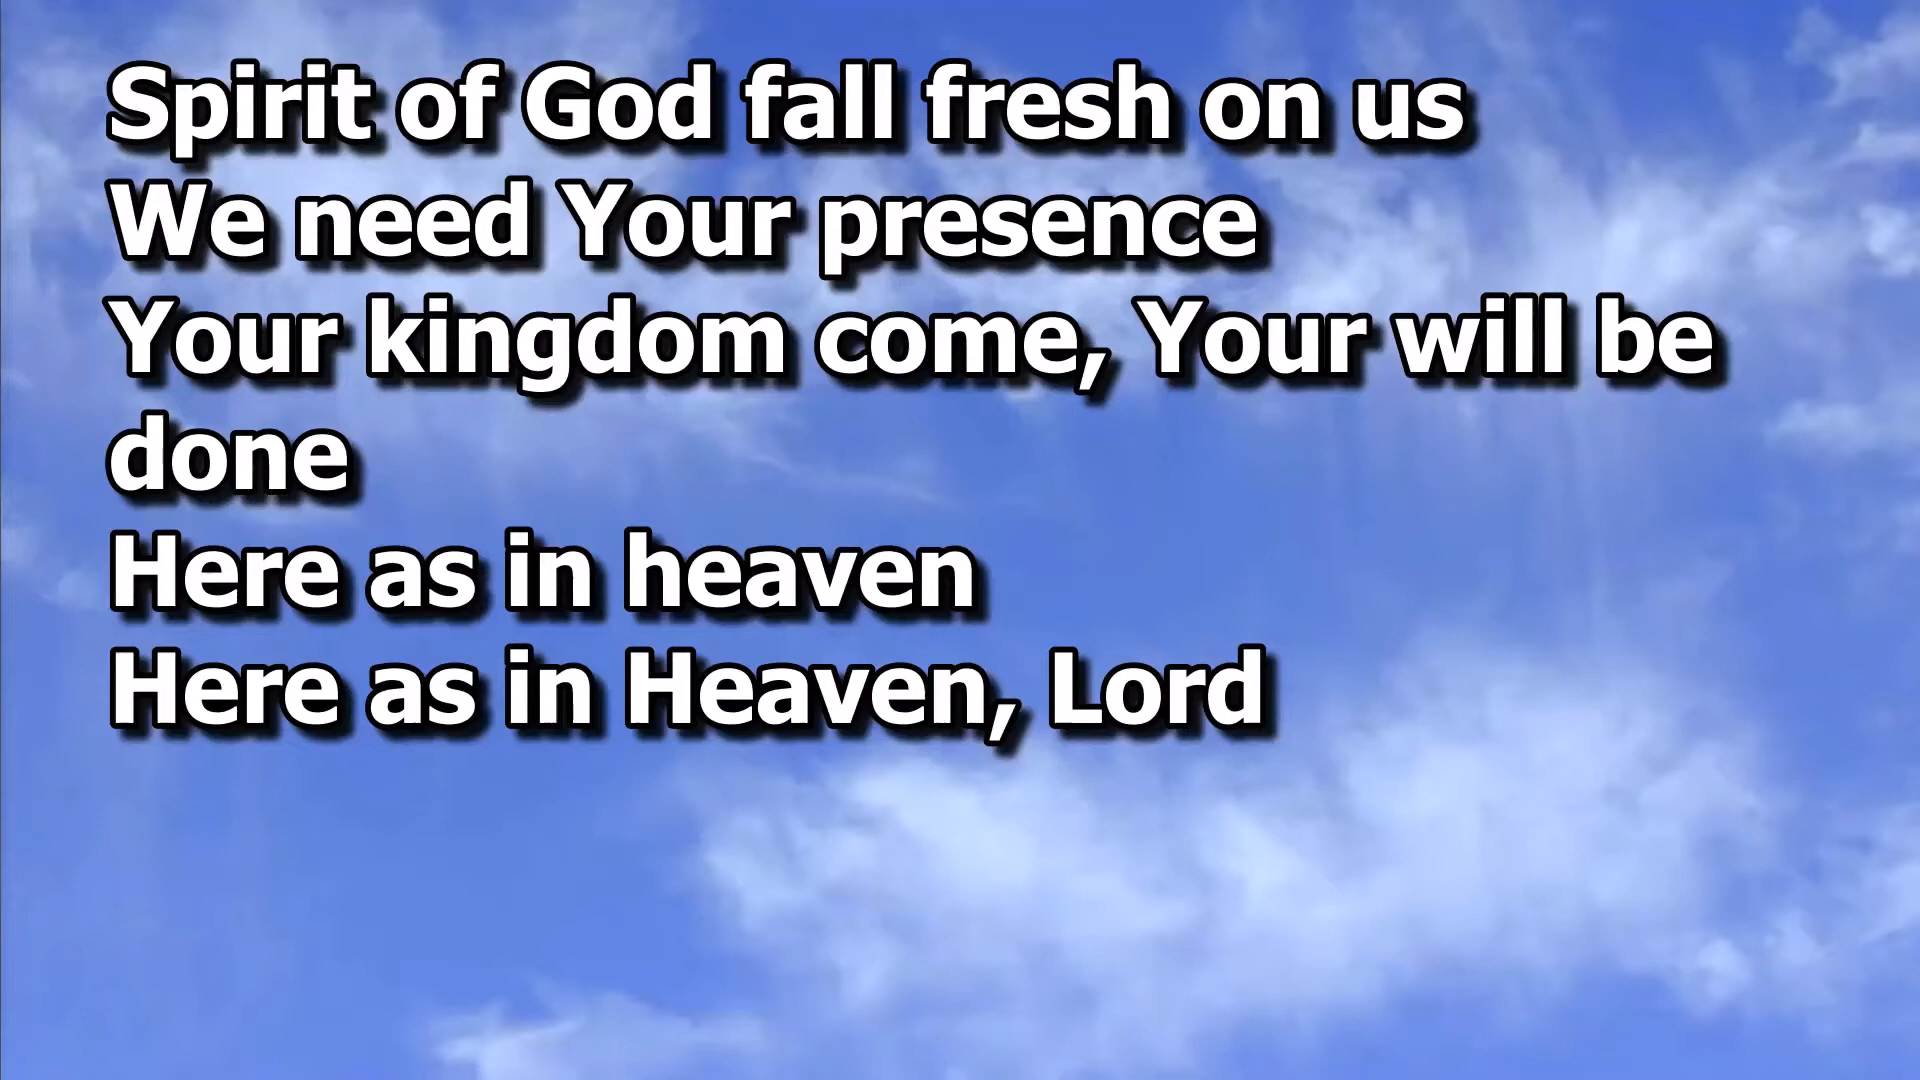 Spirit of God fall fresh on us
We need Your presence
Your kingdom come, Your will be
done
Here as in heaven
Here as in Heaven, Lord